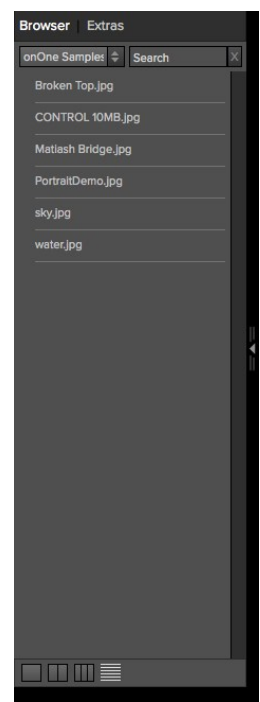 Browser Extras
onOne Samples Search X
Broken Top.jpg
CONTROL 10MB.jpg
Matiash Bridge.jpg
PortraitDemo.jpg
sky.jpg
water.jpg